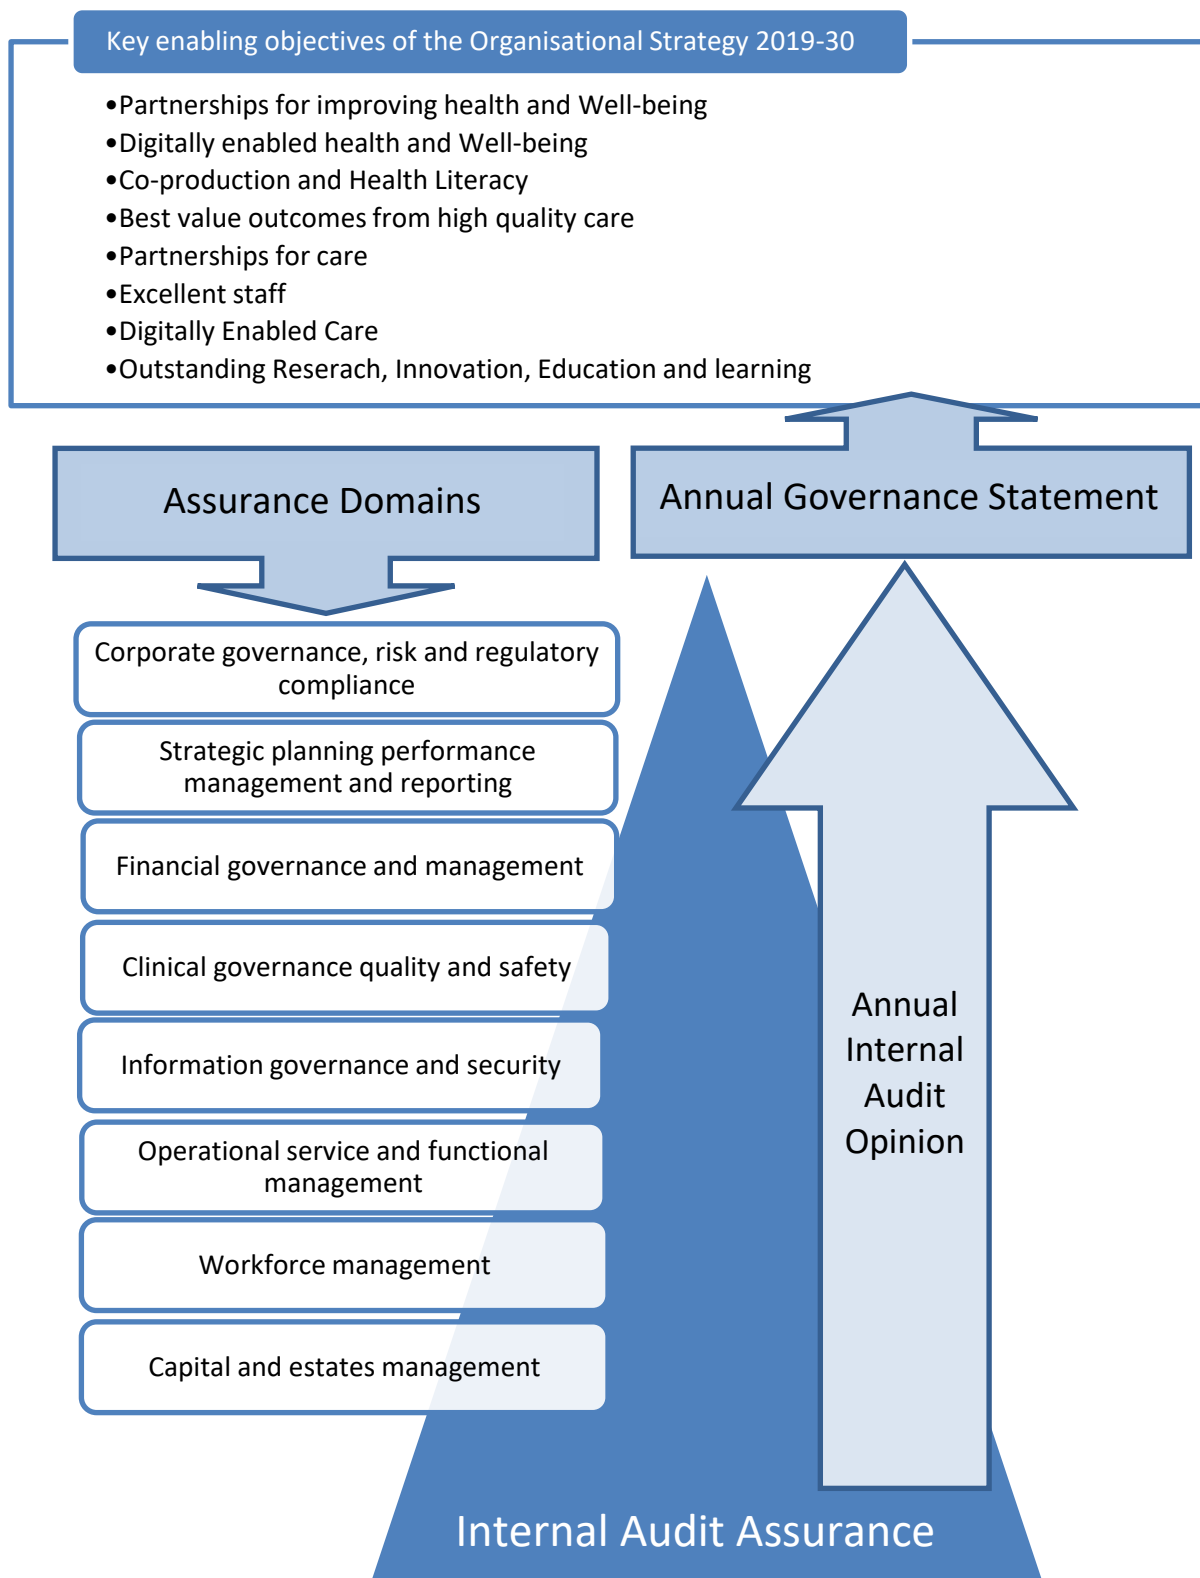 Key enabling objectives of the Organisational Strategy 2019-30
•Partnerships for improving health and Well-being
•Digitally enabled health and Well-being
•Co-production and Health Literacy
•Best value outcomes from high quality care
•Partnerships for care
•Excellent staff
•Digitally Enabled Care
•Outstanding Reserach, Innovation, Education and learning
Assurance Domains
Annual Governance Statement
Corporate governance, risk and regulatory
compliance
Strategic planning performance
management and reporting
Financial governance and management
Clinical governance quality and safety
Information governance and security
Operational service and functional
management
Workforce management
Capital and estates management
Annual
Internal
Audit
Opinion
Internal Audit Assurance